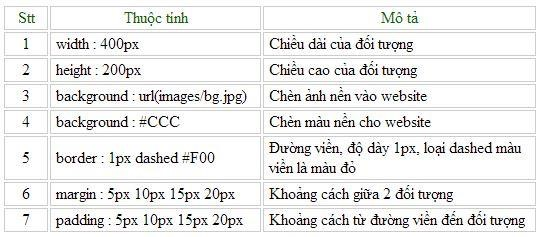 Stt Thuộc tính Mô tả
1 width : 400px Chiều dài của đối tượng
2 height : 200px Chiều cao của đối tượng
3 background : url(images/bg.jpg) Chèn ảnh nền vào website
4 background : #CCC Chèn màu nền cho website
5 border : 1px dashed #F00 Đường viền, độ dày 1px, loại dashed màu
viền là màu đỏ
6 margin : 5px 10px 15px 20px Khoảng cách giữa 2 đối tượng
7 padding : 5px 10px 15px 20px Khoảng cách từ đường viền đến đối tượng